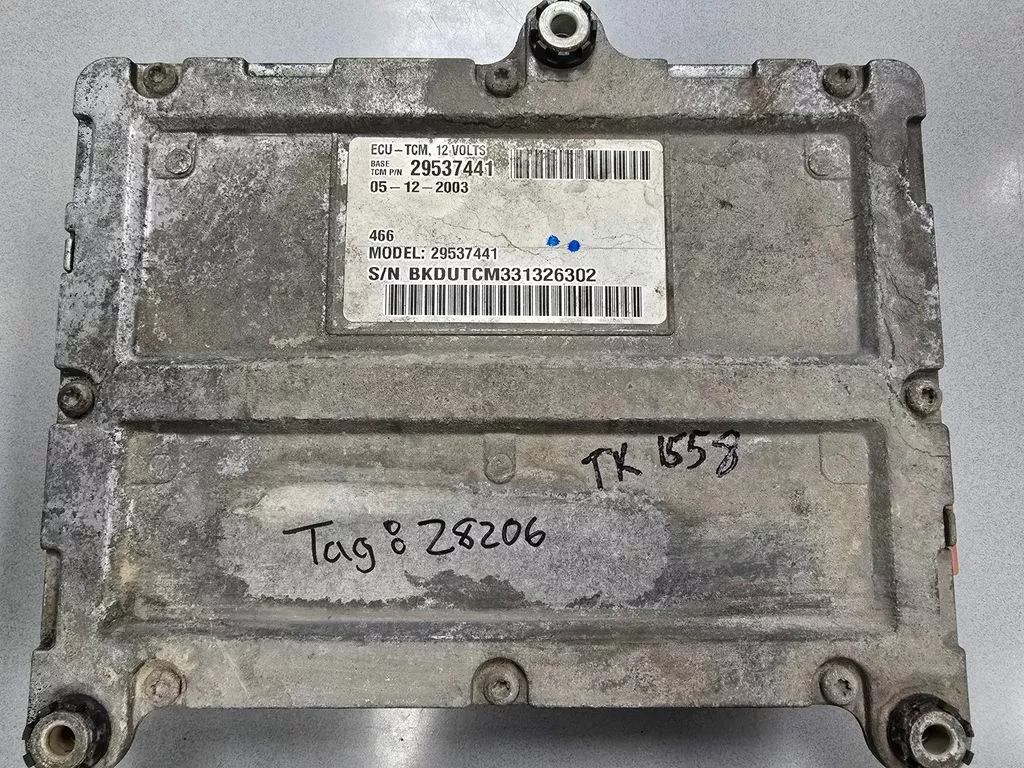 ECU-TCM, 12 VOLTS
BASE
TCM P/N 29537441
05-12-2003
466
MODEL: 29537441
S/N BKDUTCM331326302
TK 1558
Tag: 28206